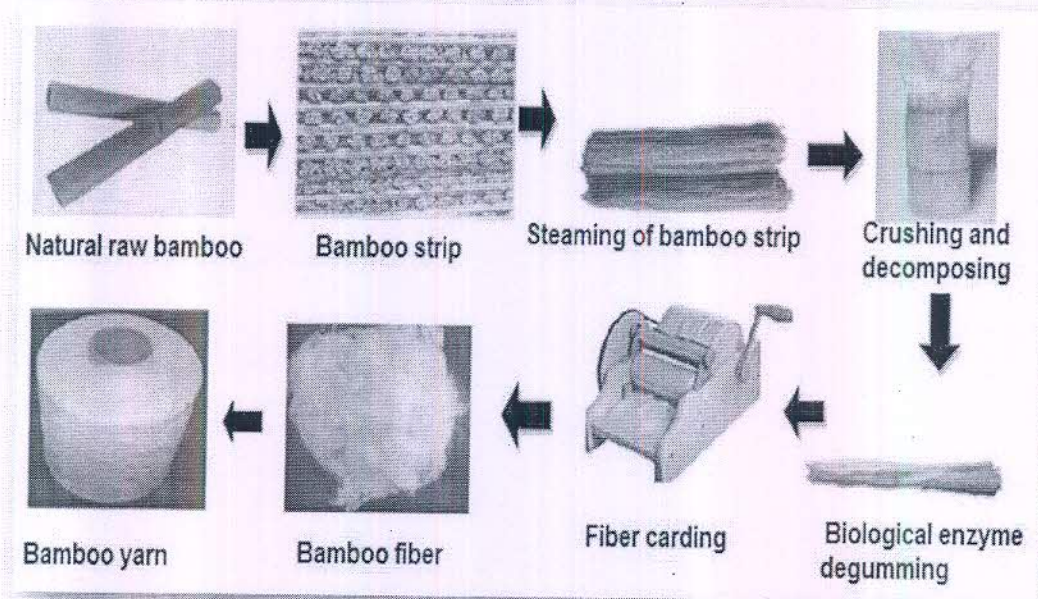 Natural raw bamboo
Bamboo strip
Steaming of bamboo strip
Crushing and
decomposing
Biological enzyme
degumming
Fiber carding
Bamboo fiber
Bamboo yarn